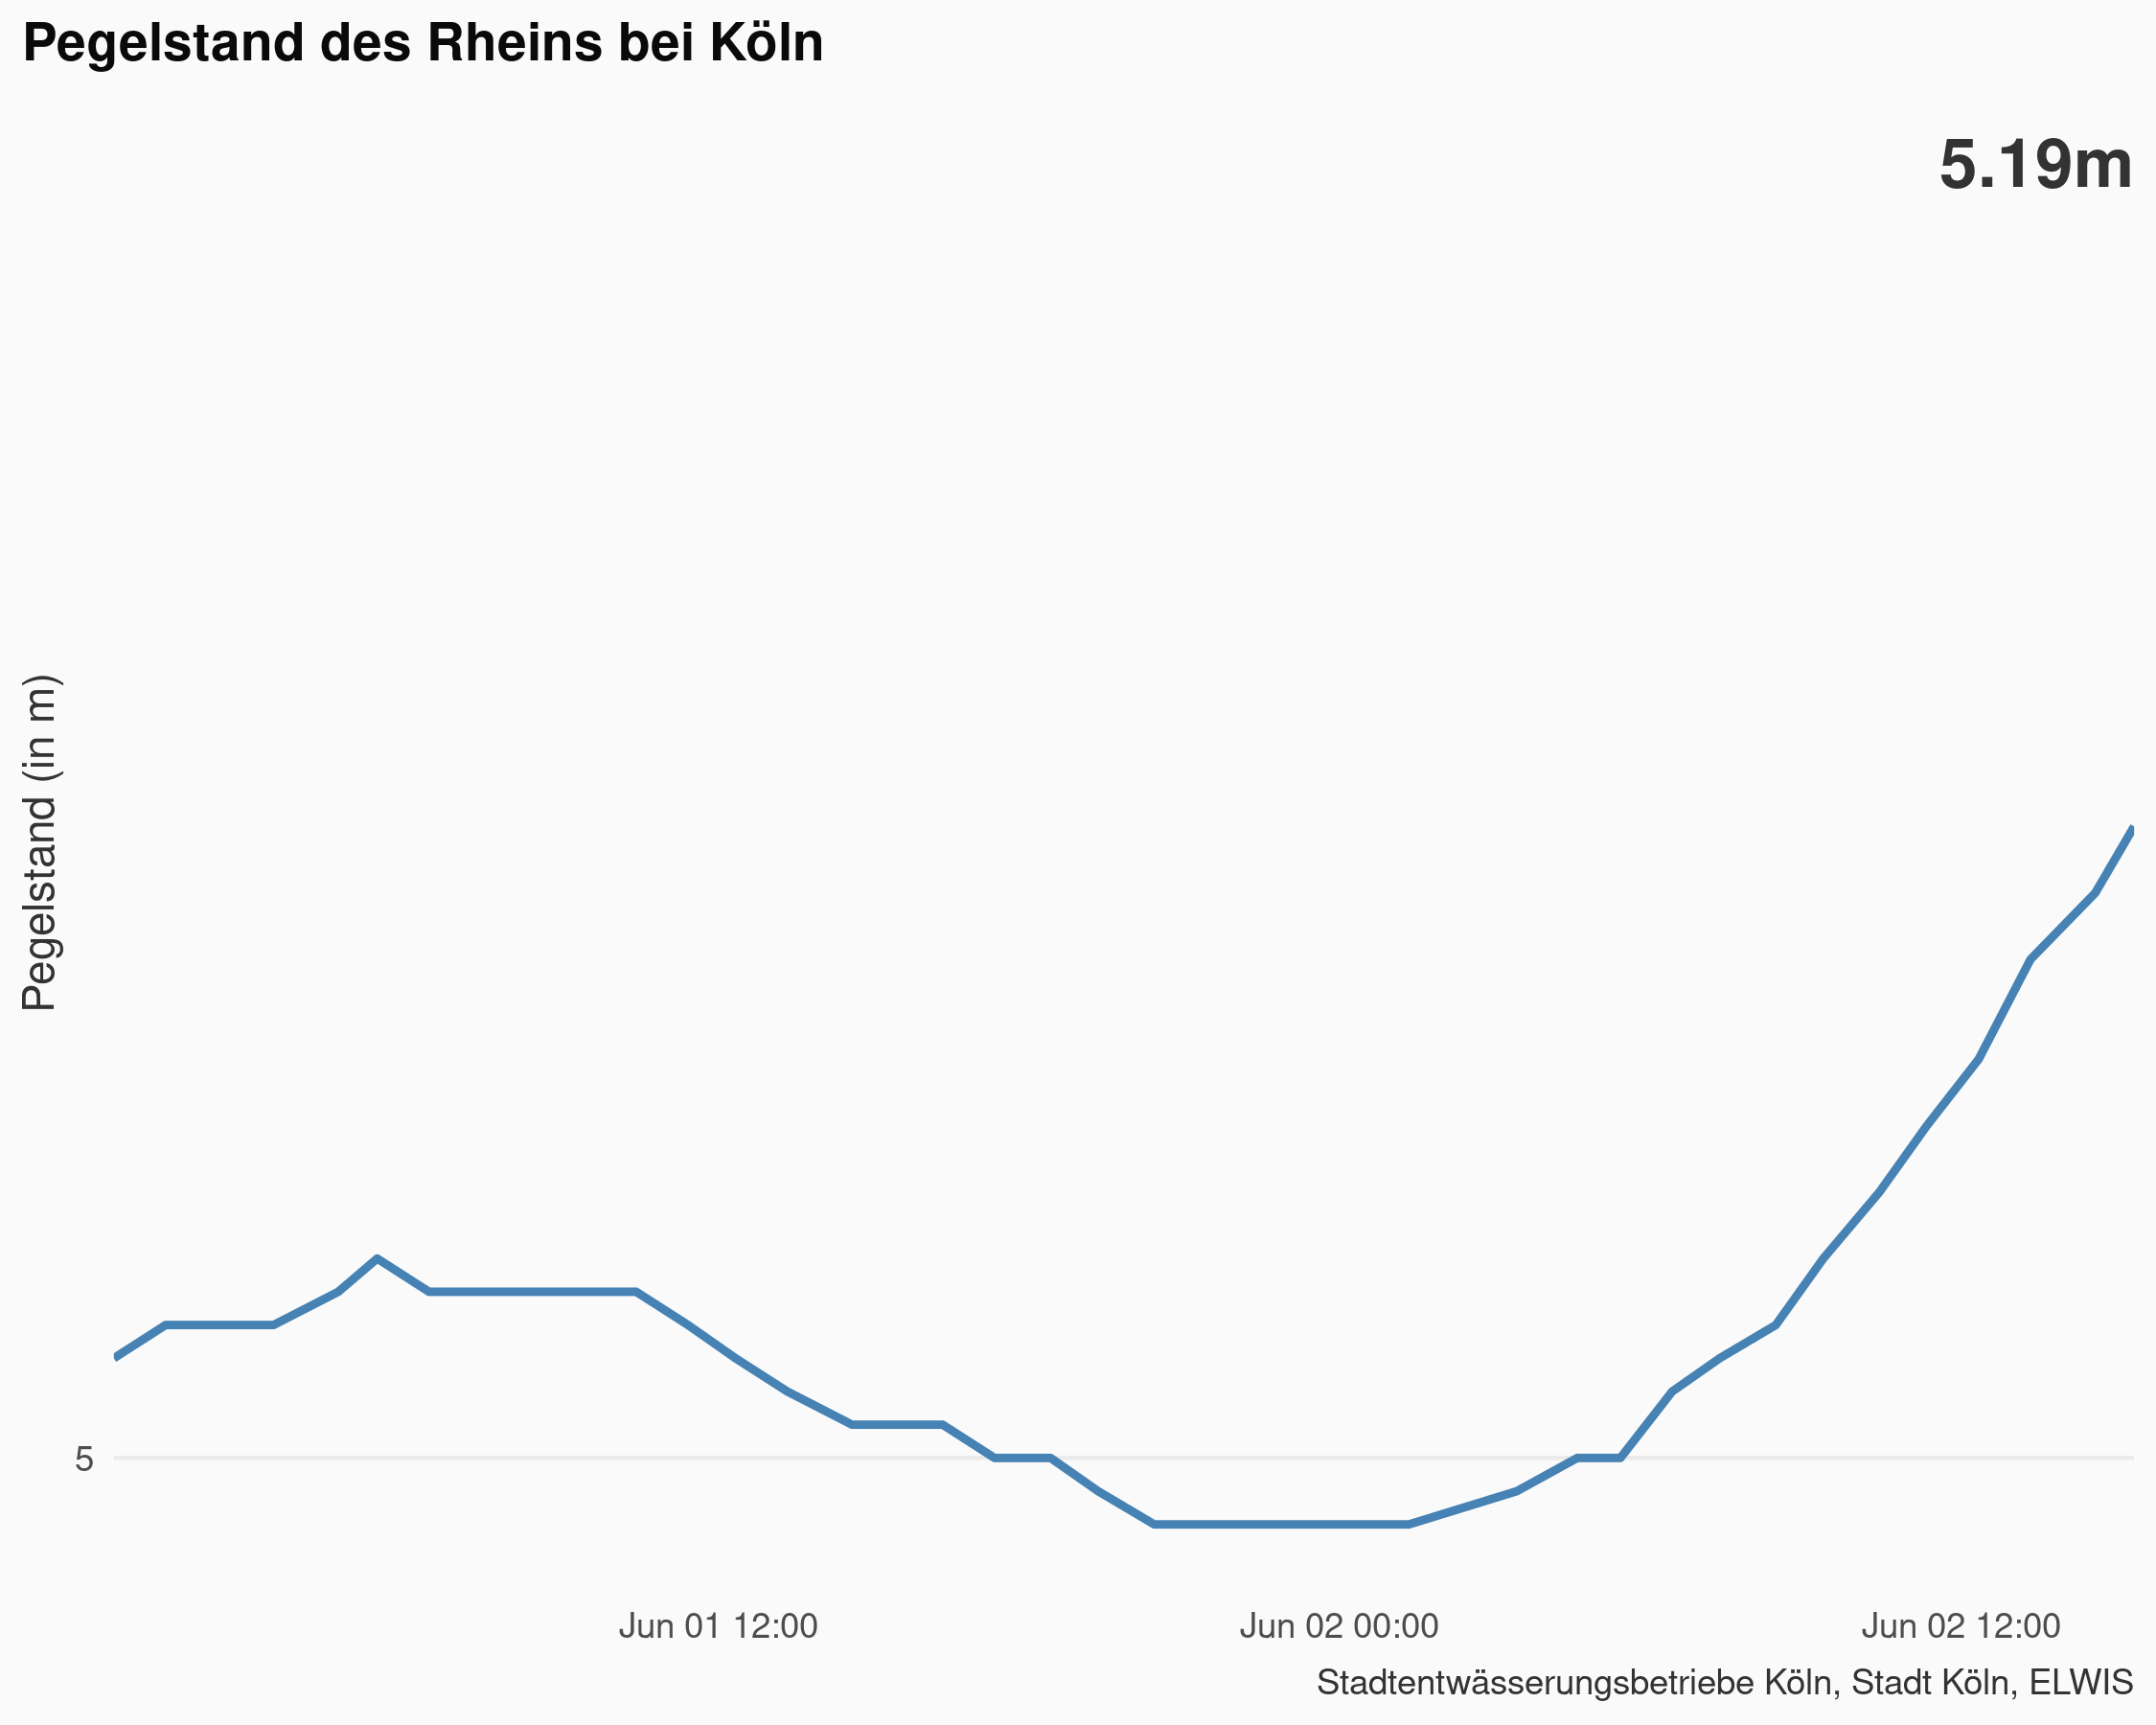 Pegelstand des Rheins bei Köln
5.19m
Pegelstand (in m)
5
Jun 01 12:00
Jun 02 00:00
Jun 02 12:00
Stadtentwässerungsbetriebe Köln, Stadt Köln, ELWIS